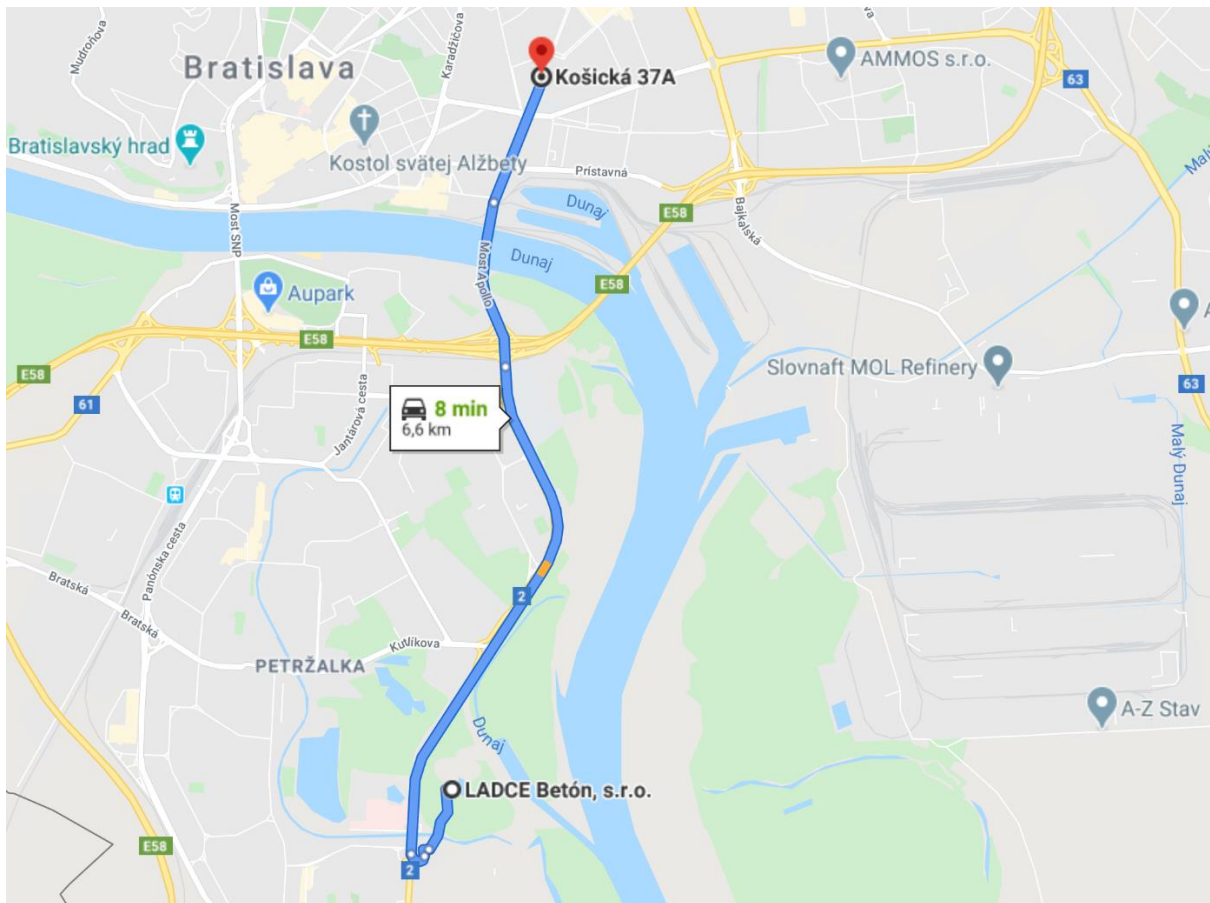 Mudroňova
Karadžičova
Bratislava
Košická 37A
AMMOS s.r.o.
63
Bratislavský hrad
Kostol svätej Alžbety
Prístavná
Malý
Dunaj
E58
Bajkalská
Most SNP
Most Apollo
Dunaj
E58
Aupark
A
E58
E58
Slovnaft MOL Refinery
63
61
8 min
6,6 km
Jantárová cesta
Malý Dunaj
Panónska cesta
Bratská
Bratská
2
Kutlíkova
PETRŽALKA
A-Z Stav
Dunaj
LADCE Betón, s.r.o.
E58
2